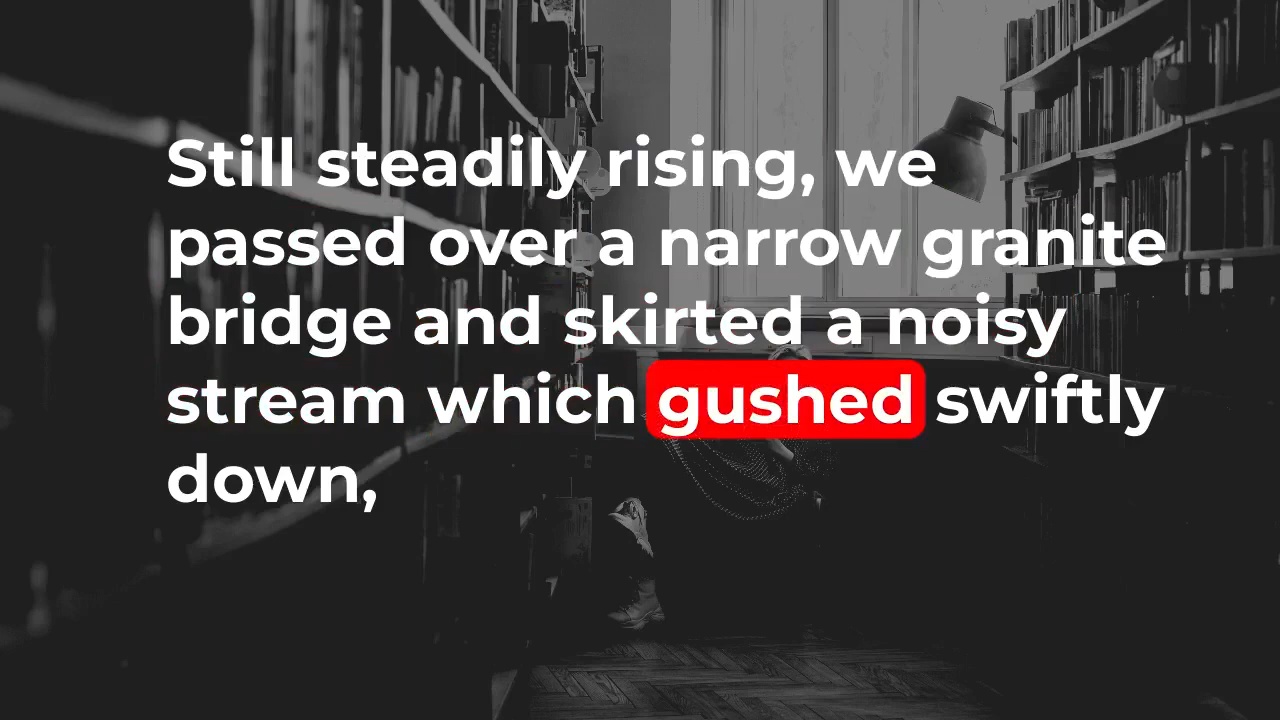 Still steadily rising, we
passed over a narrow granite
bridge and skirted a noisy
stream which gushed swiftly
down,